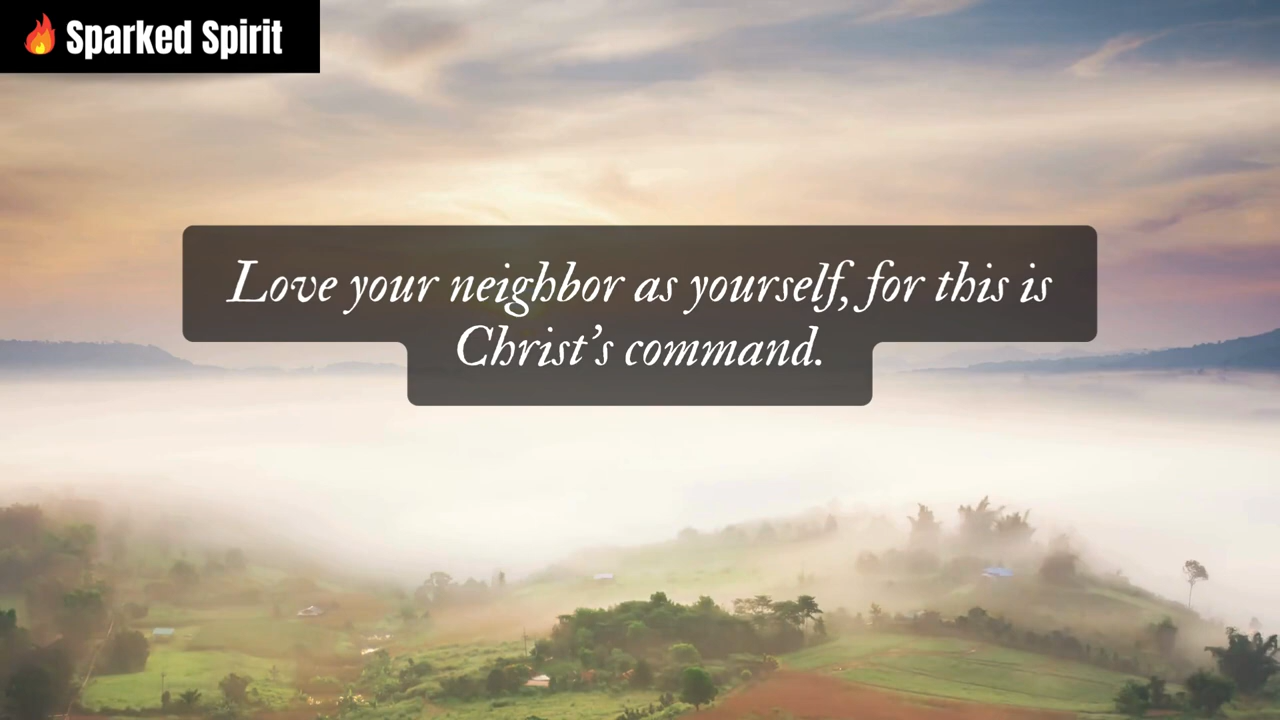 🔥 Sparked Spirit
Love your neighbor as yourself, for this is
Christ’s command.